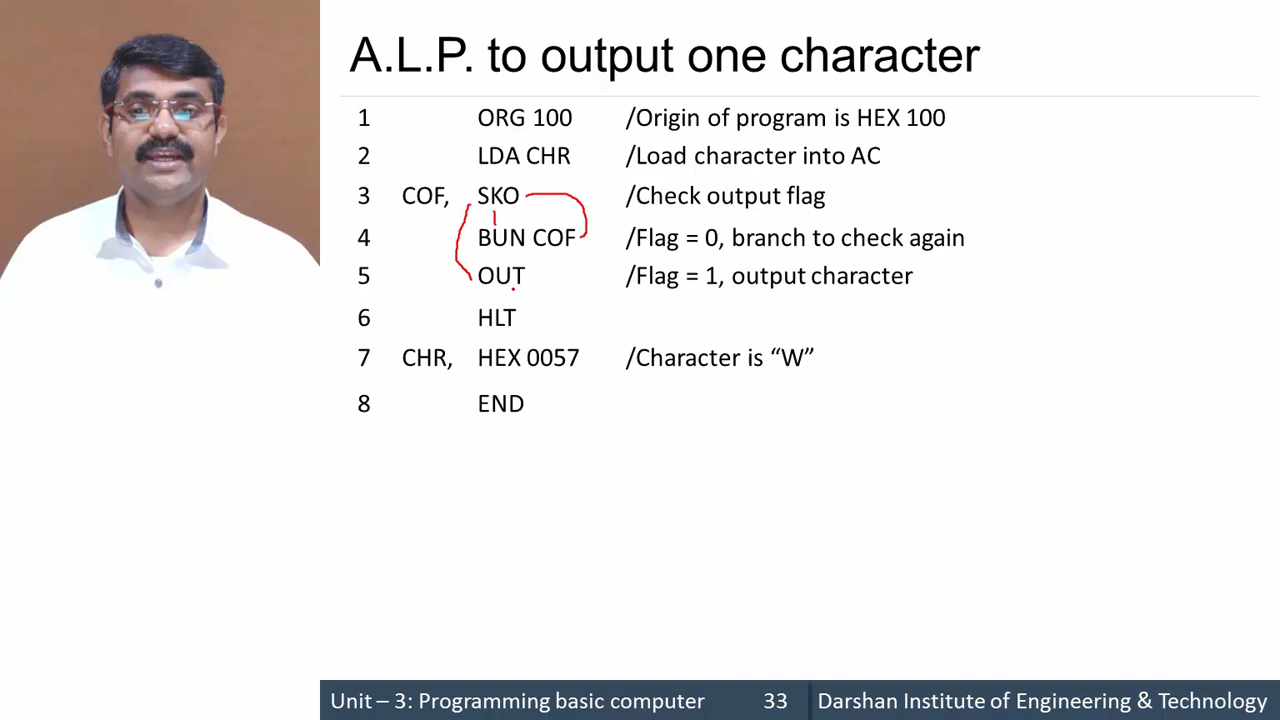 A.L.P. to output one character
1 ORG 100 /Origin of program is HEX 100
2 LDA CHR /Load character into AC
3 COF, SKO /Check output flag
4 BUN COF /Flag = 0, branch to check again
5 OUT /Flag = 1, output character
6 HLT
7 CHR, HEX 0057 /Character is “W”
8 END
Unit – 3: Programming basic computer 33 Darshan Institute of Engineering & Technology